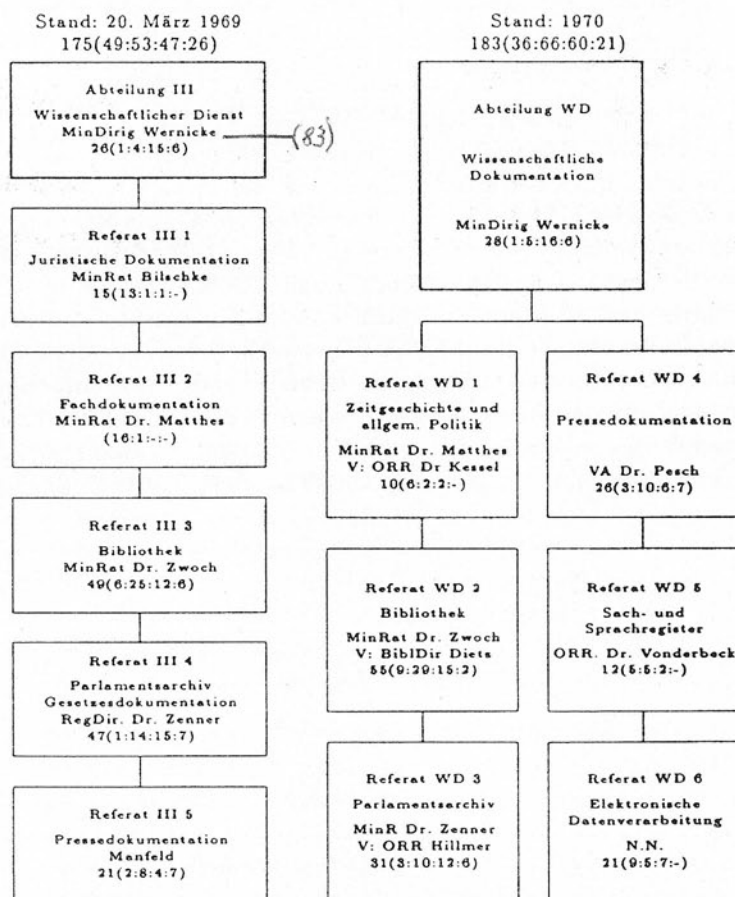 Stand: 20. März 1969
175(49:53:47:26)
Abteilung III
Wissenschaftlicher Dienst
MinDirig Wernicke
26(1:4:15:6)
(83)
Referat III 1
Juristische Dokumentation
MinRat Bilschke
15(13:1:1:-)
Referat III 2
Fachdokumentation
MinRat Dr. Matthes
(16:1:-:-)
Referat III 3
Bibliothek
MinRat Dr. Zwoch
49(6:25:12:6)
Referat III 4
Parlamentsarchiv
Gesetzesdokumentation
RegDir. Dr. Zenner
47(1:14:15:7)
Referat III 5
Pressedokumentation
Manfeld
21(2:8:4:7)
Stand: 1970
183(36:66:60:21)
Abteilung WD
Wissenschaftliche
Dokumentation
MinDirig Wernicke
28(1:5:16:6)
Referat WD 1
Zeitgeschichte und
allgem. Politik
MinRat Dr. Matthes
V: ORR Dr Kessel
10(6:2:2:-)
Referat WD 2
Bibliothek
MinRat Dr. Zwoch
V: BiblDir Diets
55(9:29:15:2)
Referat WD 3
Parlamentsarchiv
MinR Dr. Zenner
V: ORR Hillmer
31(3:10:12:6)
Referat WD 4
Pressedokumentation
VA Dr. Pesch
26(3:10:6:7)
Referat WD 5
Sach- und
Sprachregister
ORR. Dr. Vonderbeck
12(5:5:2:-)
Referat WD 6
Elektronische
Datenverarbeitung
N.N.
21(9:5:7:-)